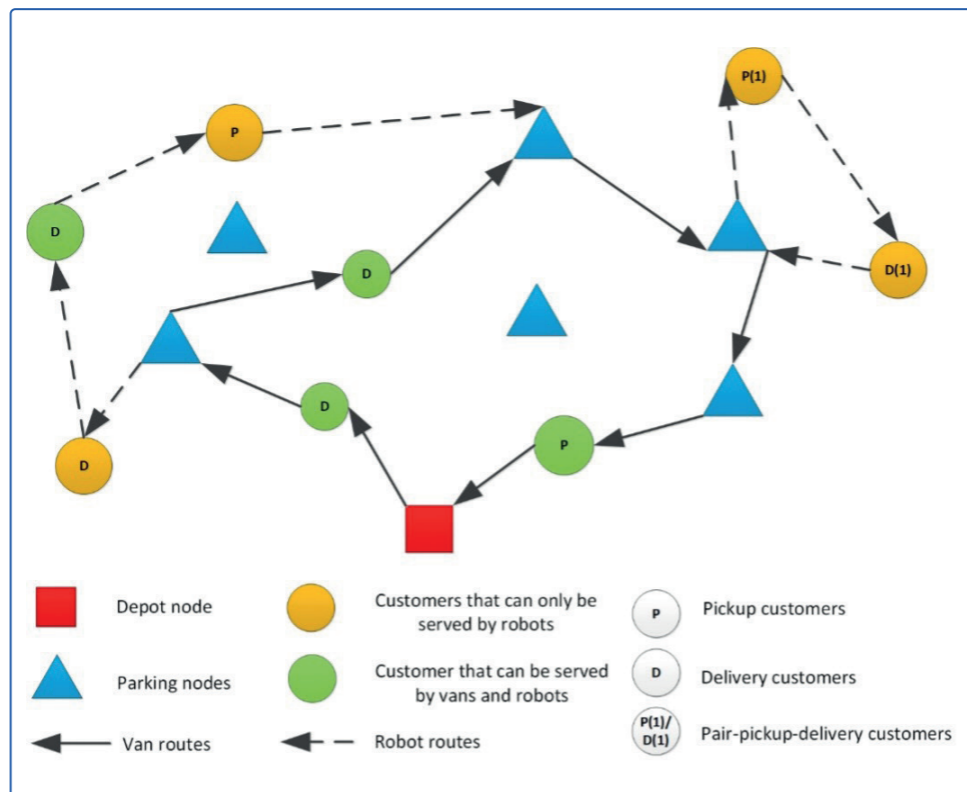 P(1)
P
D
D
D(1)
D
P
D
Depot node
Customers that can only be
served by robots
P
Pickup customers
Parking nodes
Customer that can be served
by vans and robots
D
Delivery customers
Van routes
Robot routes
P(1)/
D(1)
Pair-pickup-delivery customers